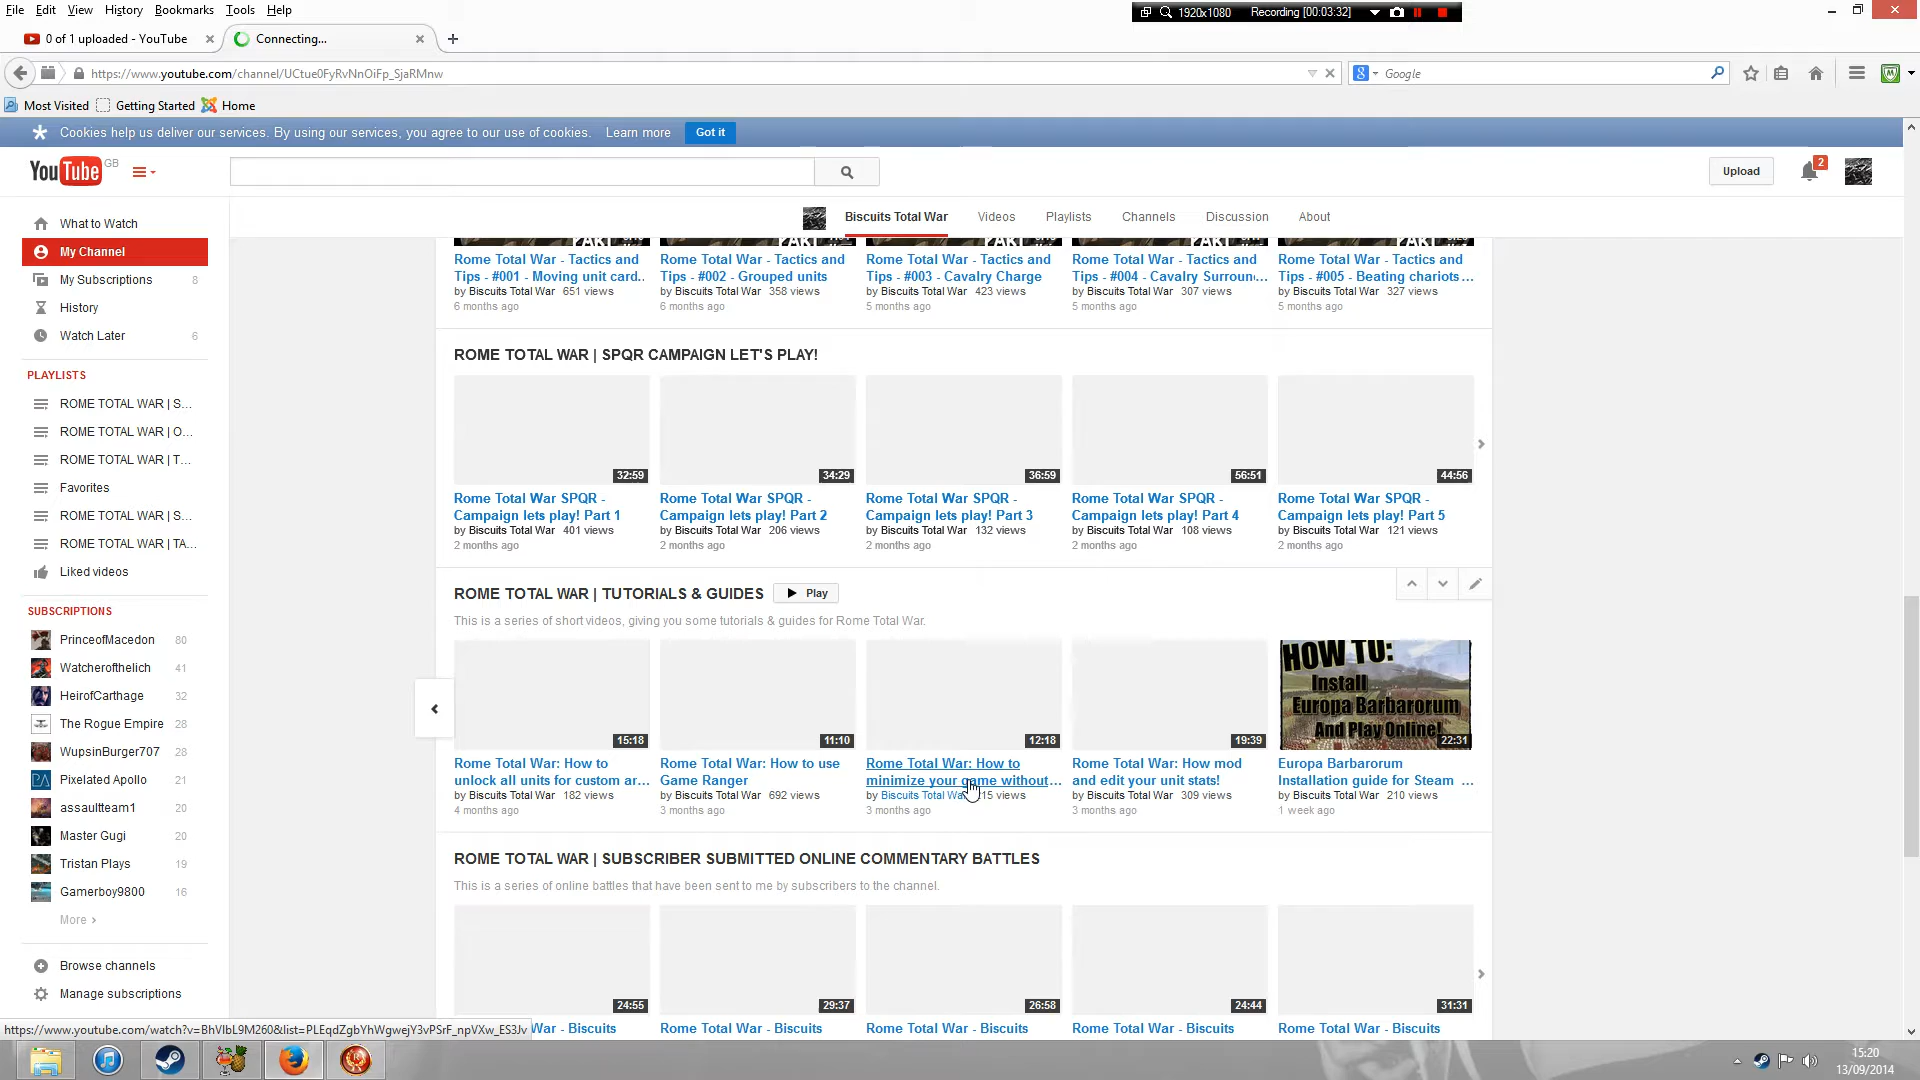 File Edit View History Bookmarks Tools Help
1920x1080 Recording [00:03:32]
0 of 1 uploaded - YouTube
Connecting...
https://www.youtube.com/channel/UCtue0FyRvNnOiFp_SjaRMnw
Google
Most Visited Getting Started Home
Cookies help us deliver our services. By using our services, you agree to our use of cookies. Learn more Got it
YouTube GB
Upload
2
What to Watch
My Channel
My Subscriptions 8
History
Watch Later 6
PLAYLISTS
ROME TOTAL WAR | S...
ROME TOTAL WAR | O...
ROME TOTAL WAR | T...
Favorites
ROME TOTAL WAR | S...
ROME TOTAL WAR | TA...
Liked videos
SUBSCRIPTIONS
PrinceofMacedon 80
Watcherofthelich 41
HeirofCarthage 32
The Rogue Empire 28
WupsinBurger707 28
Pixelated Apollo 21
assaultteam1 20
Master Gugi 20
Tristan Plays 19
Gamerboy9800 16
More ›
Browse channels
Manage subscriptions
Biscuits Total War Videos Playlists Channels Discussion About
Rome Total War - Tactics and
Tips - #001 - Moving unit card..
by Biscuits Total War 651 views
6 months ago
Rome Total War - Tactics and
Tips - #002 - Grouped units
by Biscuits Total War 358 views
6 months ago
Rome Total War - Tactics and
Tips - #003 - Cavalry Charge
by Biscuits Total War 423 views
5 months ago
Rome Total War - Tactics and
Tips - #004 - Cavalry Surroun...
by Biscuits Total War 307 views
5 months ago
Rome Total War - Tactics and
Tips - #005 - Beating chariots ...
by Biscuits Total War 327 views
5 months ago
ROME TOTAL WAR | SPQR CAMPAIGN LET'S PLAY!
32:59
Rome Total War SPQR -
Campaign lets play! Part 1
by Biscuits Total War 401 views
2 months ago
34:29
Rome Total War SPQR -
Campaign lets play! Part 2
by Biscuits Total War 206 views
2 months ago
36:59
Rome Total War SPQR -
Campaign lets play! Part 3
by Biscuits Total War 132 views
2 months ago
56:51
Rome Total War SPQR -
Campaign lets play! Part 4
by Biscuits Total War 108 views
2 months ago
44:56
Rome Total War SPQR -
Campaign lets play! Part 5
by Biscuits Total War 121 views
2 months ago
ROME TOTAL WAR | TUTORIALS & GUIDES Play
This is a series of short videos, giving you some tutorials & guides for Rome Total War.
15:18
Rome Total War: How to
unlock all units for custom ar...
by Biscuits Total War 182 views
4 months ago
11:10
Rome Total War: How to use
Game Ranger
by Biscuits Total War 692 views
3 months ago
12:18
Rome Total War: How to
minimize your game without...
by Biscuits Total War 15 views
3 months ago
19:39
Rome Total War: How mod
and edit your unit stats!
by Biscuits Total War 309 views
3 months ago
HOW TO:
Install
Europa Barbarorum
And Play Online!
22:31
Europa Barbarorum
Installation guide for Steam ...
by Biscuits Total War 210 views
1 week ago
ROME TOTAL WAR | SUBSCRIBER SUBMITTED ONLINE COMMENTARY BATTLES
This is a series of online battles that have been sent to me by subscribers to the channel.
24:55
29:37
26:58
24:44
31:31
War - Biscuits
Rome Total War - Biscuits
Rome Total War - Biscuits
Rome Total War - Biscuits
Rome Total War - Biscuits
https://www.youtube.com/watch?v=BhVIbL9M260&list=PLEqdZgbYhWgwejY3vPSrF_npVXw_ES3Jv
15:20
13/09/2014